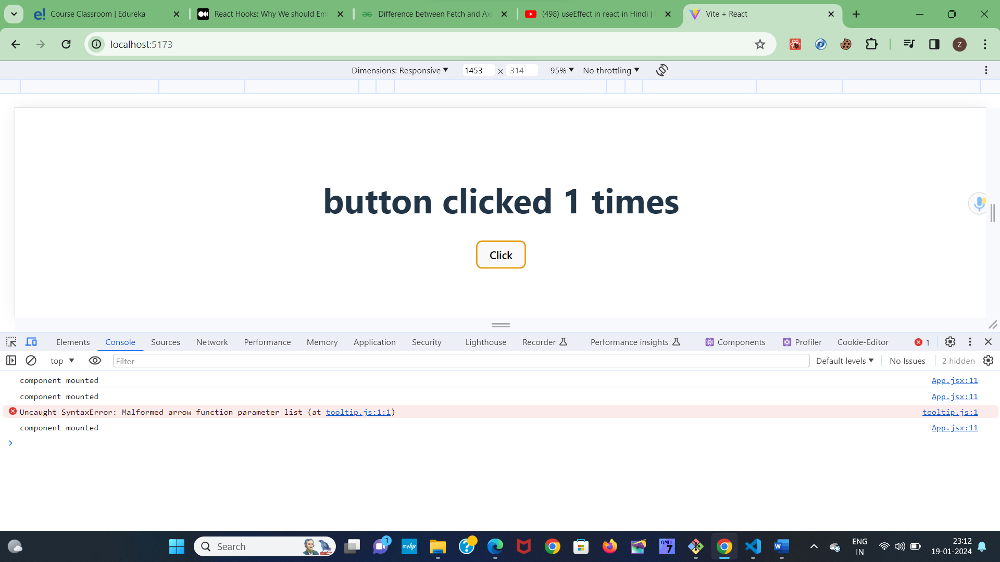 Course Classroom | Edureka
React Hooks: Why We should Em
Difference between Fetch and Ax
(498) useEffect in react in Hindi |
Vite + React
localhost:5173
Z
Dimensions: Responsive 1453 × 314 95% No throttling
button clicked 1 times
Click
Elements Console Sources Network Performance Memory Application Security Lighthouse Recorder Performance insights Components Profiler Cookie-Editor 1
top Filter Default levels No Issues 2 hidden
component mounted App.jsx:11
component mounted App.jsx:11
Uncaught SyntaxError: Malformed arrow function parameter list (at tooltip.js:1:1) tooltip.js:1
component mounted App.jsx:11
Search
1
myhp
ANU
7
W
ENG
IN
23:12
19-01-2024